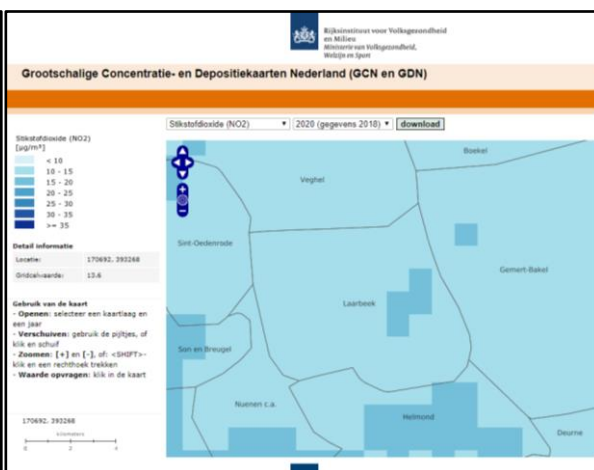 Rijksinstituut voor Volksgezondheid
en Milieu
Ministerie van Volksgezondheid,
Welzijn en Sport
Grootschalige Concentratie- en Depositiekaarten Nederland (GCN en GDN)
Stikstofdioxide (NO2) 2020 (gegevens 2018) download
Stikstofdioxide (NO2)
[µg/m³]
< 10
10 - 15
15 - 20
20 - 25
25 - 30
30 - 35
>= 35
Detail informatie
Locatie: 170692, 393268
Gridcelwaarde: 13.6
Gebruik van de kaart
- Openen: selecteer een kaartlaag en
een jaar
- Verschuiven: gebruik de pijltjes, of
klik en schuif
- Zoomen: [+] en [-], of: <SHIFT>-
klik en een rechthoek trekken
- Waarde opvragen: klik in de kaart
170692, 393268
kilometers
0 2 4
Boekel
Veghel
Sint-Oedenrode
Gemert-Bakel
Laarbeek
Son en Breugel
Nuenen c.a.
Helmond
Deurne